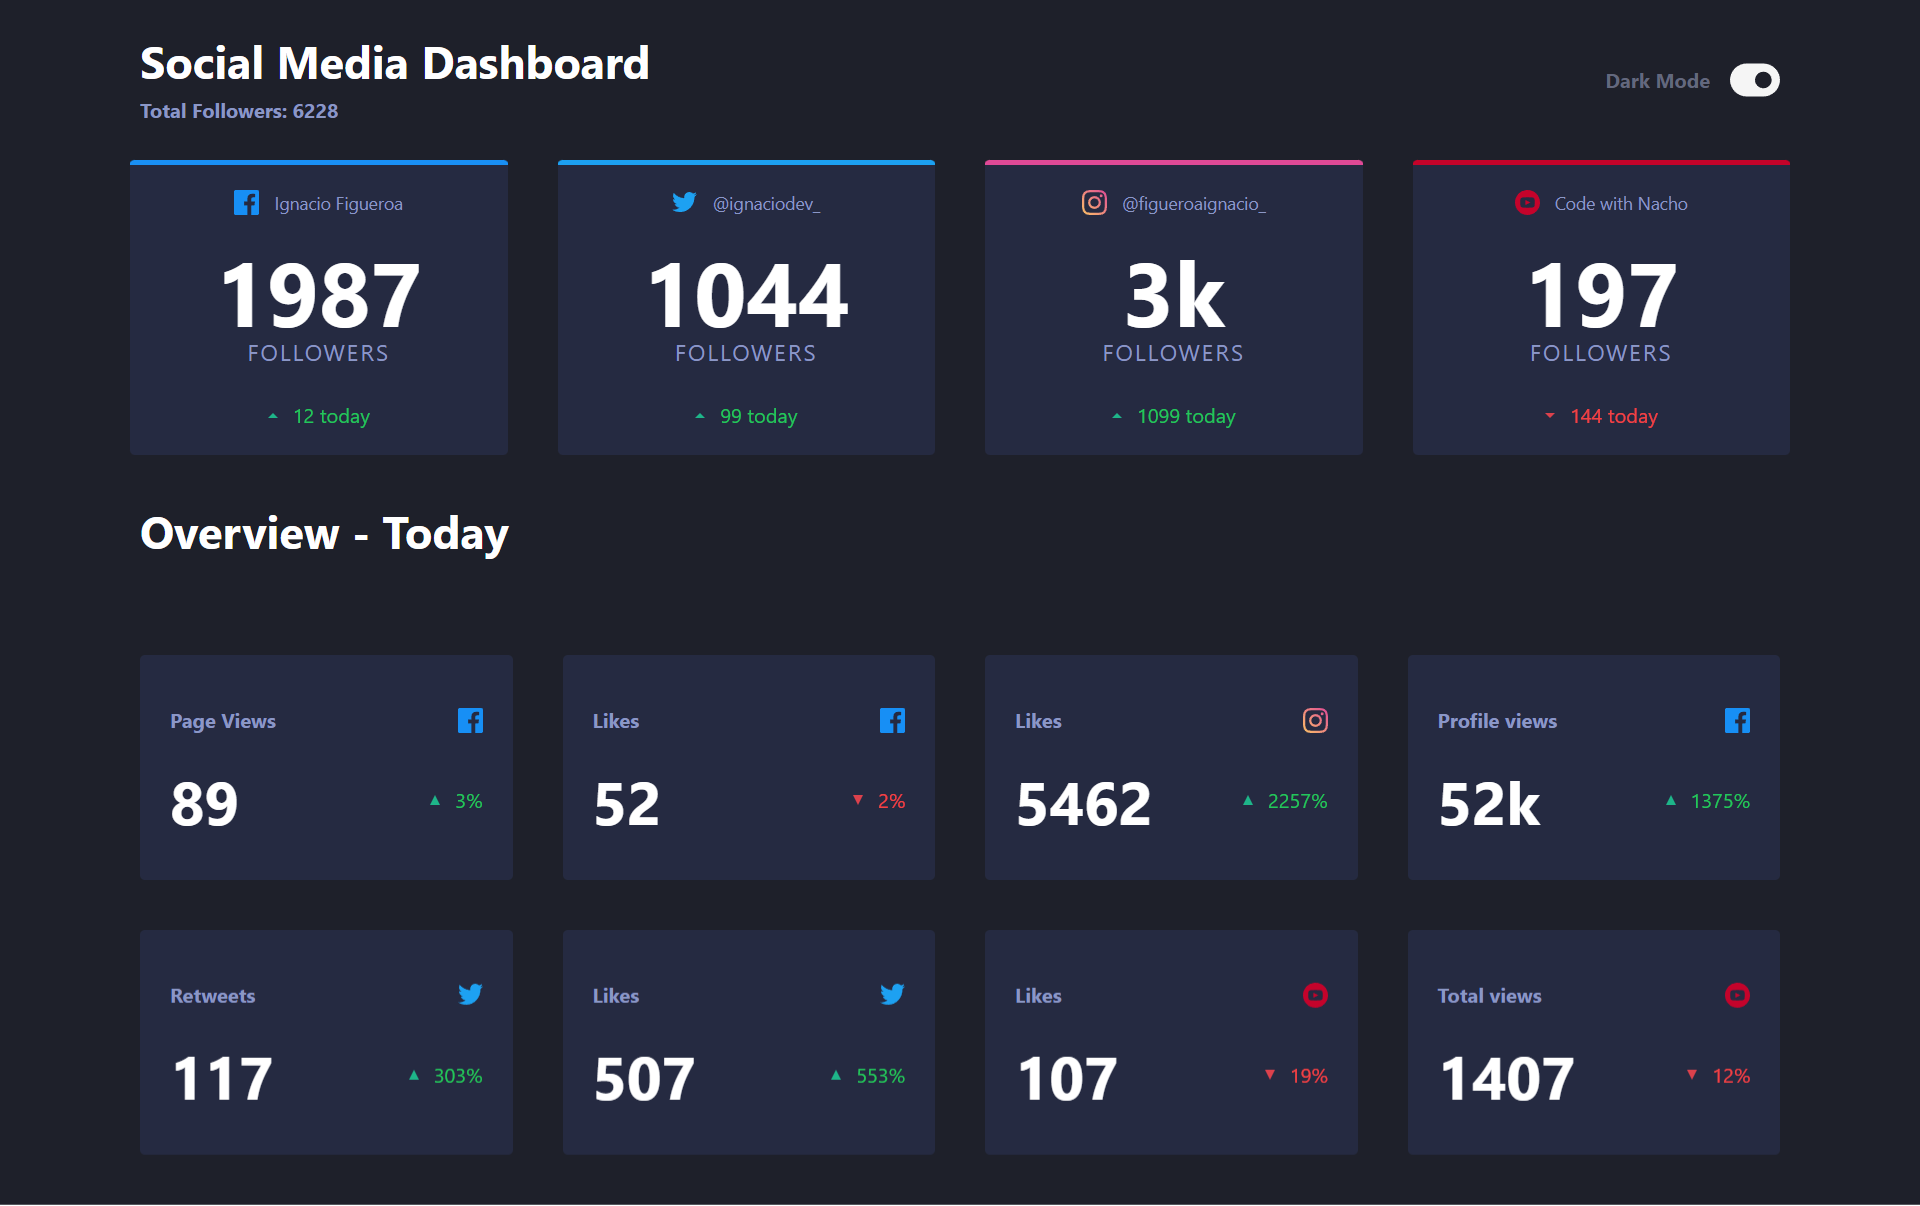 Social Media Dashboard
Total Followers: 6228
Dark Mode
Ignacio Figueroa
1987
FOLLOWERS
12 today
@ignaciodev_
1044
FOLLOWERS
99 today
@figueroaignacio_
3k
FOLLOWERS
1099 today
Code with Nacho
197
FOLLOWERS
144 today
Overview - Today
Page Views
89
3%
Likes
52
2%
Likes
5462
2257%
Profile views
52k
1375%
Retweets
117
303%
Likes
507
553%
Likes
107
19%
Total views
1407
12%